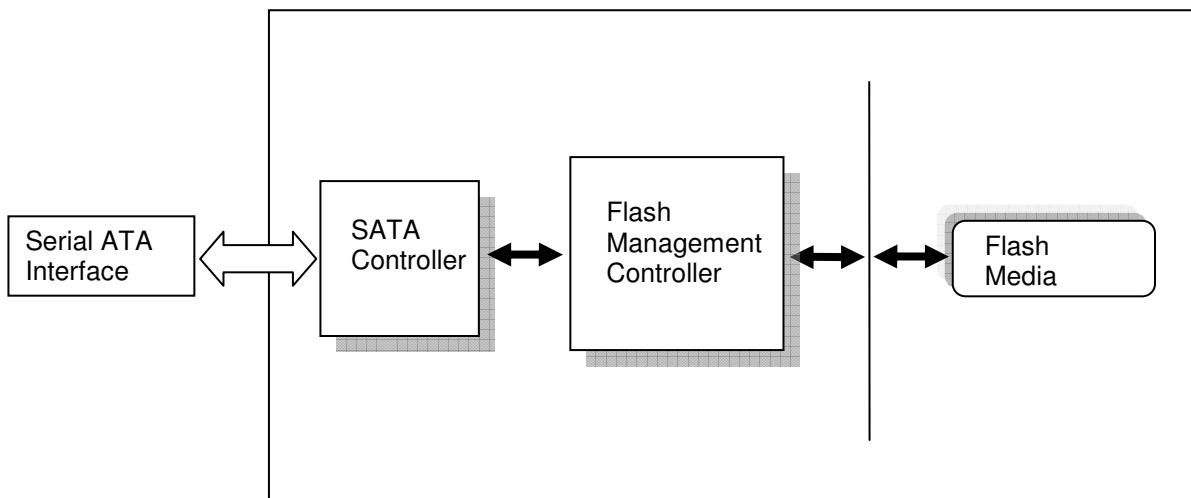 Serial ATA
Interface
SATA
Controller
Flash
Management
Controller
Flash
Media